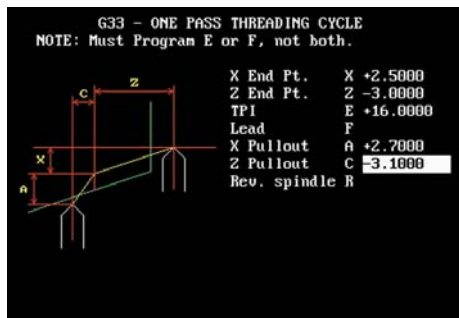 G33 - ONE PASS THREADING CYCLE
NOTE: Must Program E or F, not both.
X End Pt. X +2.5000
Z End Pt. Z -3.0000
TPI E +16.0000
Lead F
X Pullout A +2.7000
Z Pullout C -3.1000
Rev. spindle R
C
Z
X
A